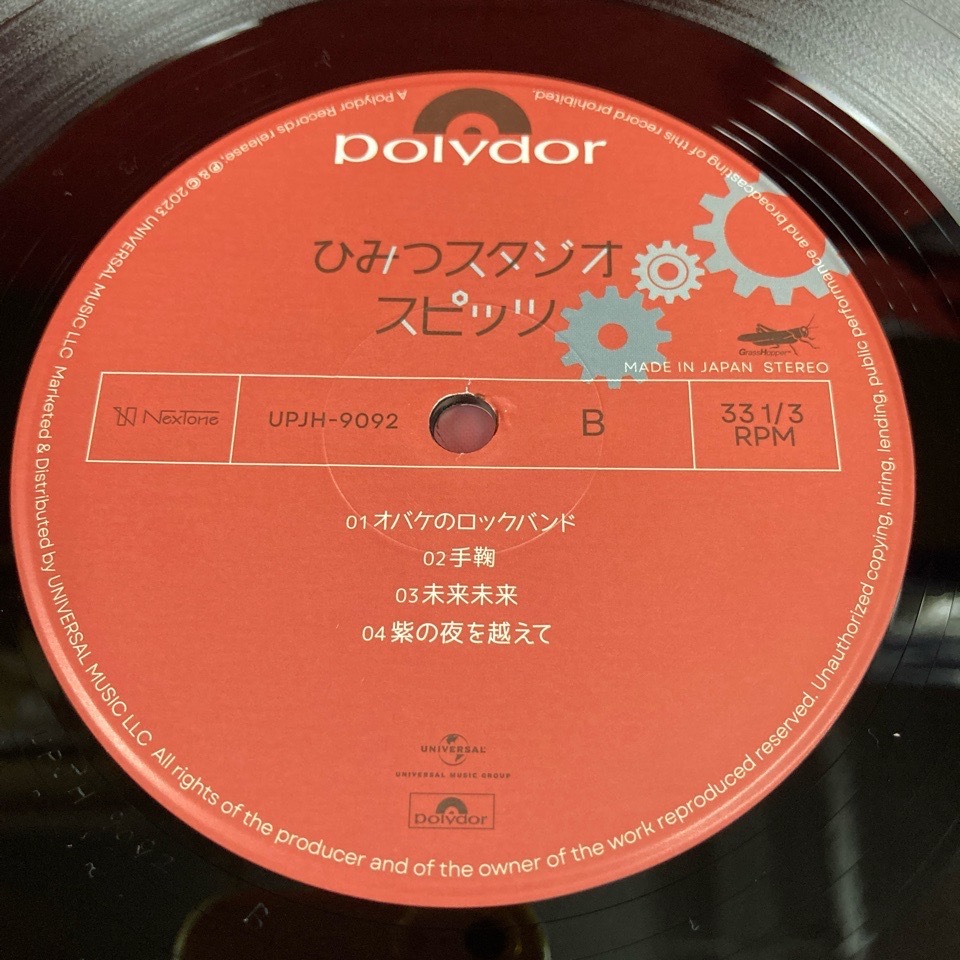 polydor
ひみつスタジオ
スピッツ
GrassHopper
MADE IN JAPAN STEREO
NexTone
UPJH-9092
B
33 1/3
RPM
01 オバケのロックバンド
02 手鞠
03 未来未来
04 紫の夜を越えて
UNIVERSAL
UNIVERSAL MUSIC GROUP
polydor
A Polydor Records release; ℗&© 2023 UNIVERSAL MUSIC LLC Marketed & Distributed by UNIVERSAL MUSIC LLC All rights of the producer and of the owner of the work reproduced reserved. Unauthorized copying, hiring, lending, public performance and broadcasting of this record prohibited.